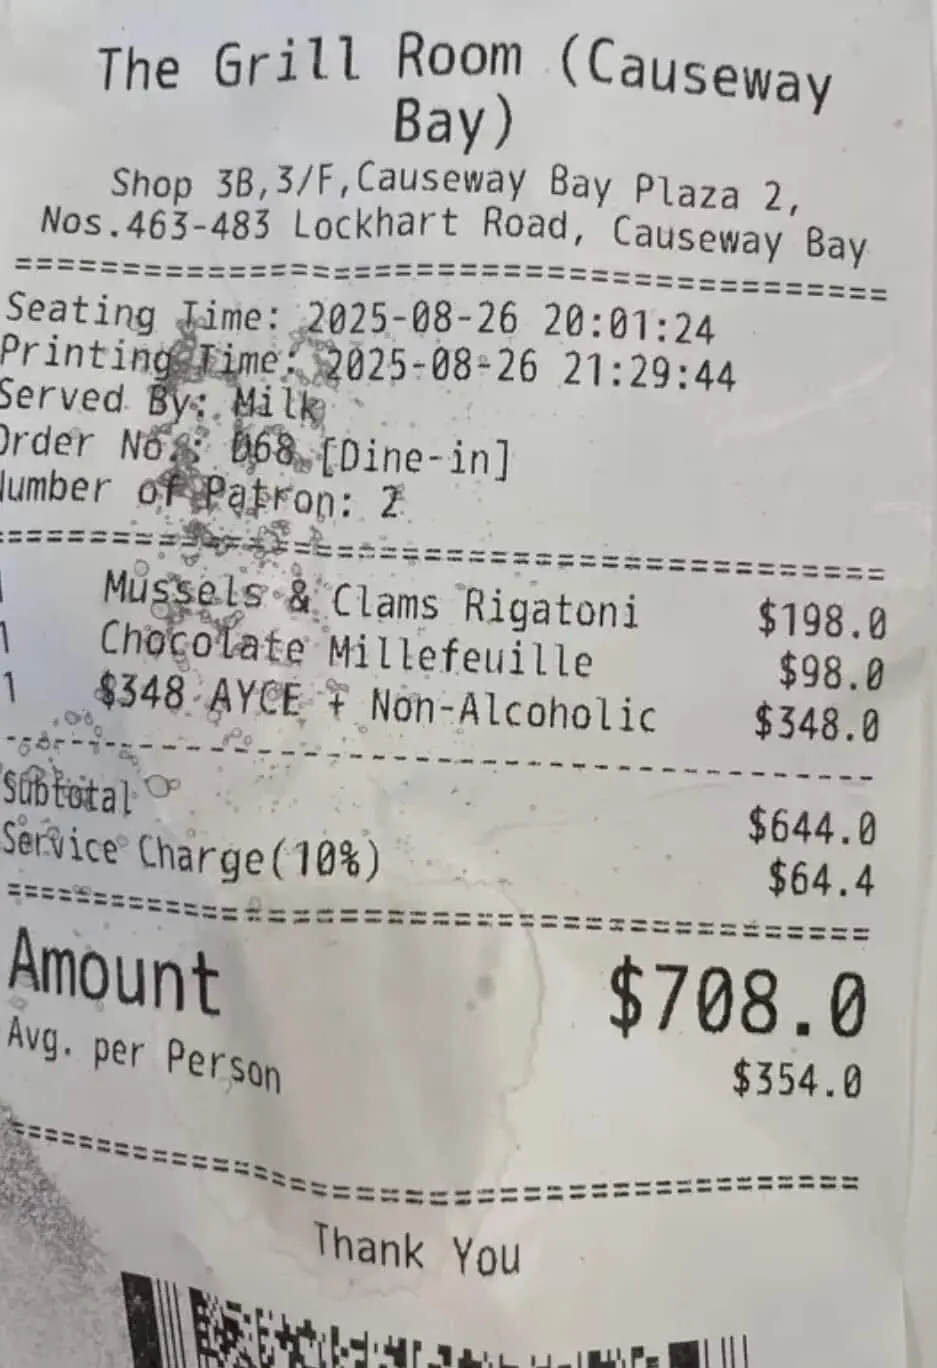 The Grill Room (Causeway
Bay)
Shop 3B,3/F,Causeway Bay Plaza 2,
Nos.463-483 Lockhart Road, Causeway Bay
========================================
Seating Time: 2025-08-26 20:01:24
Printing Time: 2025-08-26 21:29:44
Served By: Milk
Order No.: 068 [Dine-in]
Number of Patron: 2
========================================
1 Mussels & Clams Rigatoni $198.0
1 Chocolate Millefeuille $98.0
1 $348 AYCE + Non-Alcoholic $348.0
----------------------------------------
Subtotal $644.0
Service Charge(10%) $64.4
========================================
Amount $708.0
Avg. per Person $354.0
========================================
Thank You